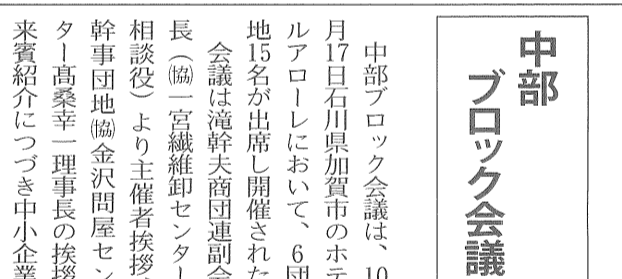 中部
ブロック会議
中部ブロック会議は、10
月17日石川県加賀市のホテ
ルアローレにおいて、6団
地15名が出席し開催された
会議は滝幹夫商団連副会
長(㈿一宮繊維卸センター
相談役)より主催者挨拶
幹事団地㈿金沢問屋セン
ター髙桑幸一理事長の挨拶
来賓紹介につづき中小企業